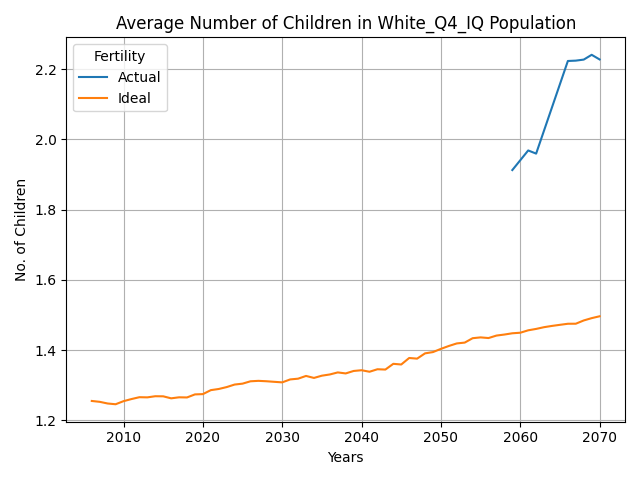 Average Number of Children in White_Q4_IQ Population
Fertility
Actual
Ideal
No. of Children
2.2
2.0
1.8
1.6
1.4
1.2
2010 2020 2030 2040 2050 2060 2070
Years